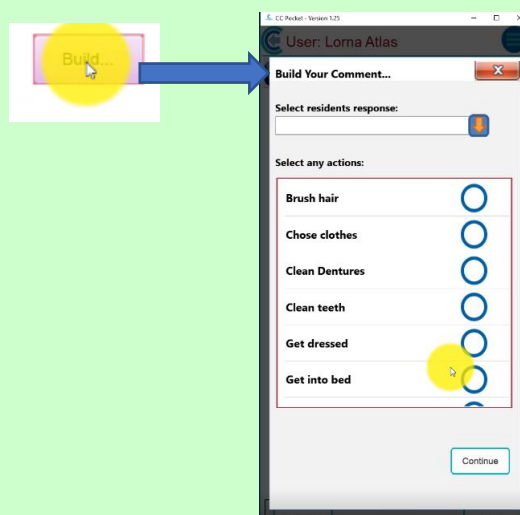 Build...
CC Pocket - Version 1.25
User: Lorna Atlas
Build Your Comment...
X
Select residents response:
Select any actions:
Brush hair
Chose clothes
Clean Dentures
Clean teeth
Get dressed
Get into bed
Continue